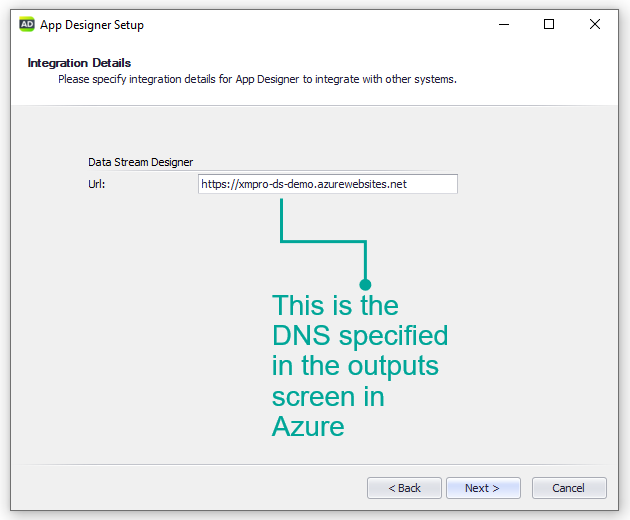 AD App Designer Setup
Integration Details
Please specify integration details for App Designer to integrate with other systems.
Data Stream Designer
Url: https://xmpro-ds-demo.azurewebsites.net
This is the
DNS specified
in the outputs
screen in
Azure
< Back Next > Cancel